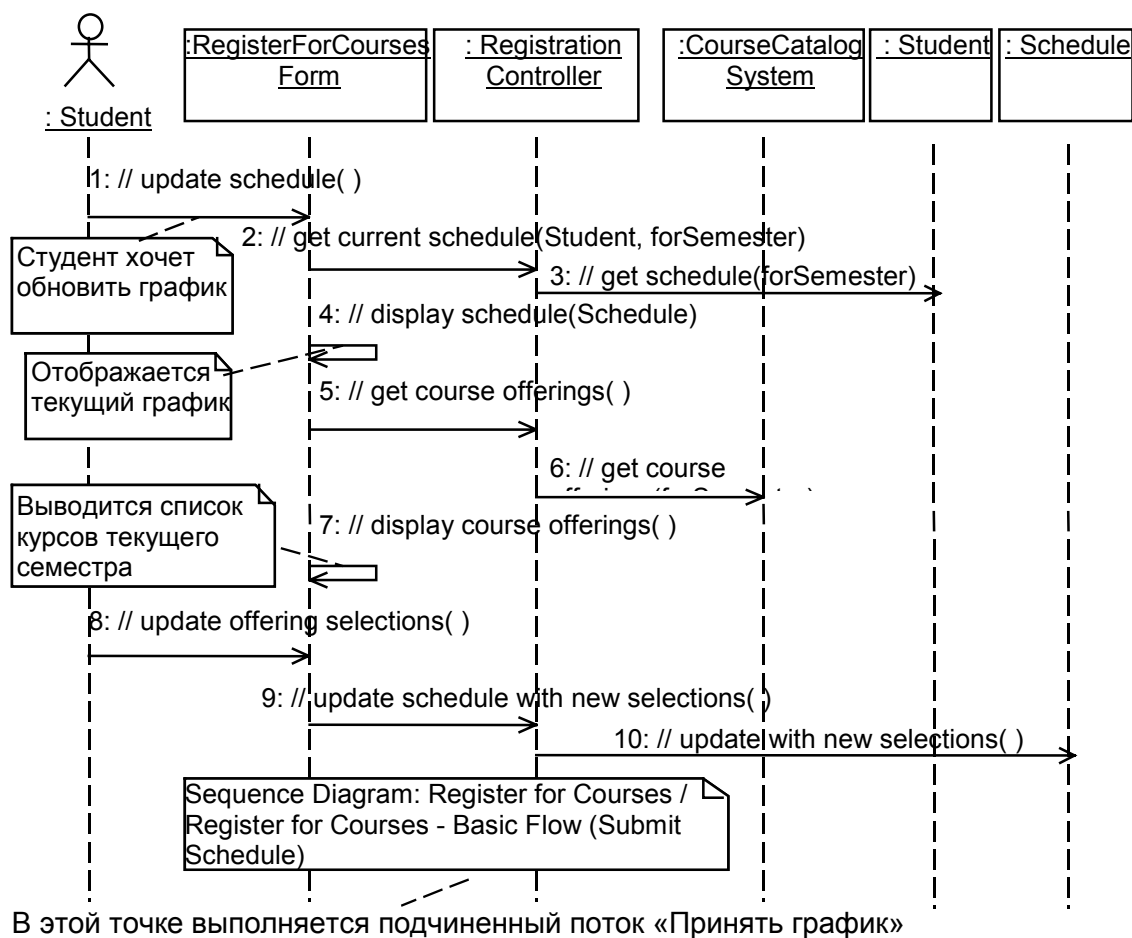 :RegisterForCourses
Form
: Registration
Controller
:CourseCatalog
System
: Student
: Schedule
: Student
1: // update schedule( )
Студент хочет
обновить график
2: // get current schedule(Student, forSemester)
3: // get schedule(forSemester)
4: // display schedule(Schedule)
Отображается
текущий график
5: // get course offerings( )
6: // get course
Выводится список
курсов текущего
семестра
7: // display course offerings( )
8: // update offering selections( )
9: // update schedule with new selections( )
10: // update with new selections( )
Sequence Diagram: Register for Courses /
Register for Courses - Basic Flow (Submit
Schedule)
В этой точке выполняется подчиненный поток «Принять график»